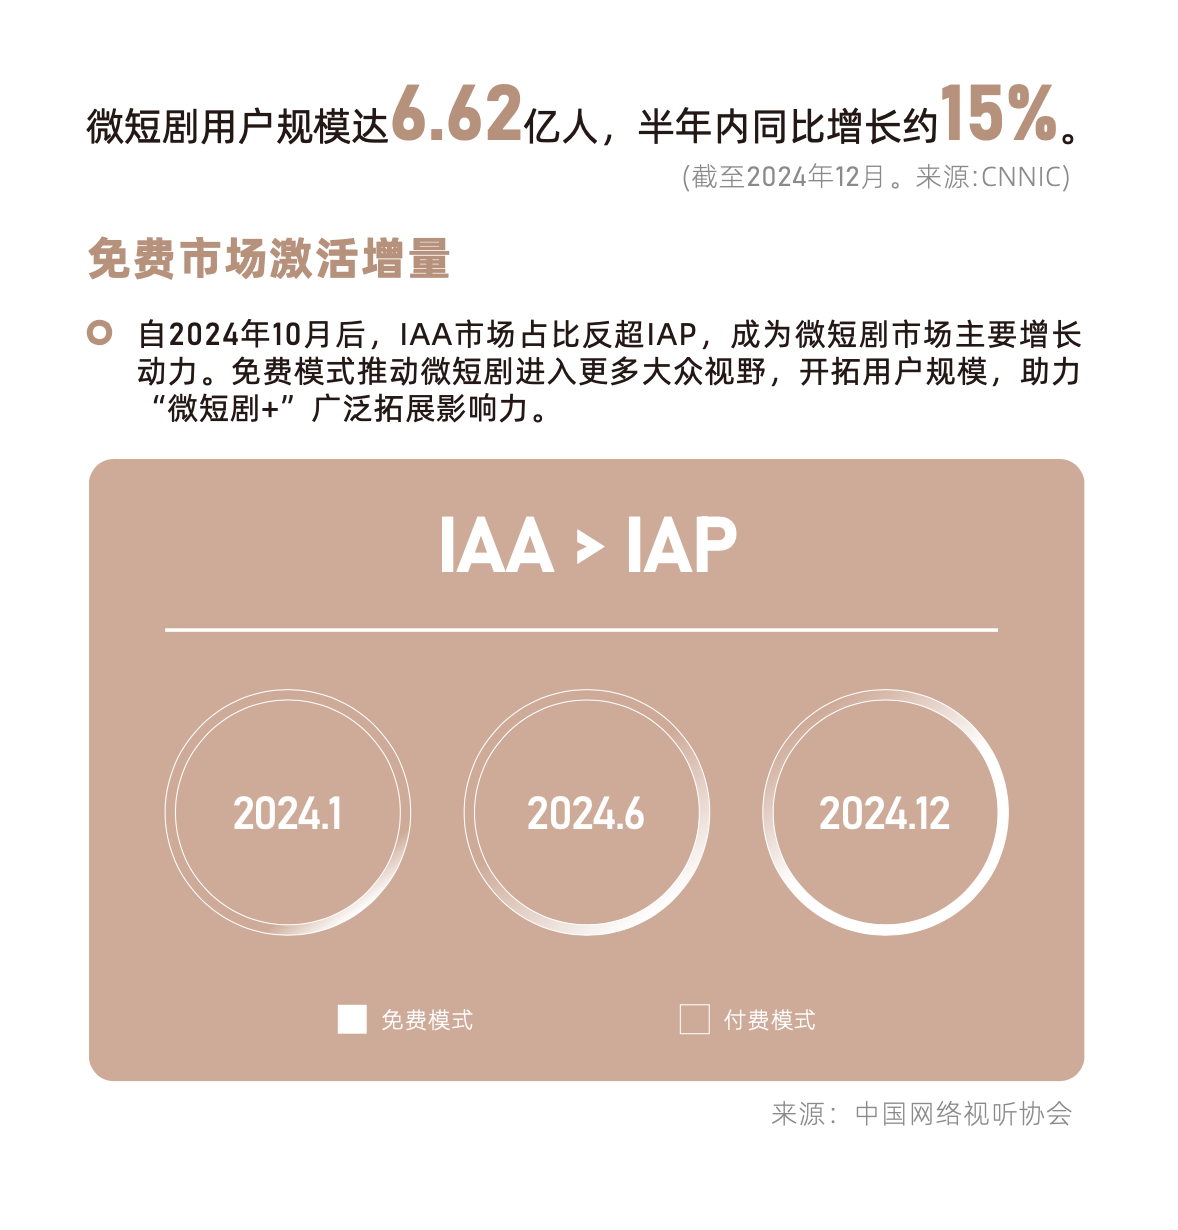 微短剧用户规模达6.62亿人，半年内同比增长约15%。
(截至2024年12月。来源:CNNIC)
免费市场激活增量
自2024年10月后，IAA市场占比反超IAP，成为微短剧市场主要增长
动力。免费模式推动微短剧进入更多大众视野，开拓用户规模，助力
“微短剧+”广泛拓展影响力。
IAA > IAP
2024.1 2024.6 2024.12
免费模式 付费模式
来源：中国网络视听协会